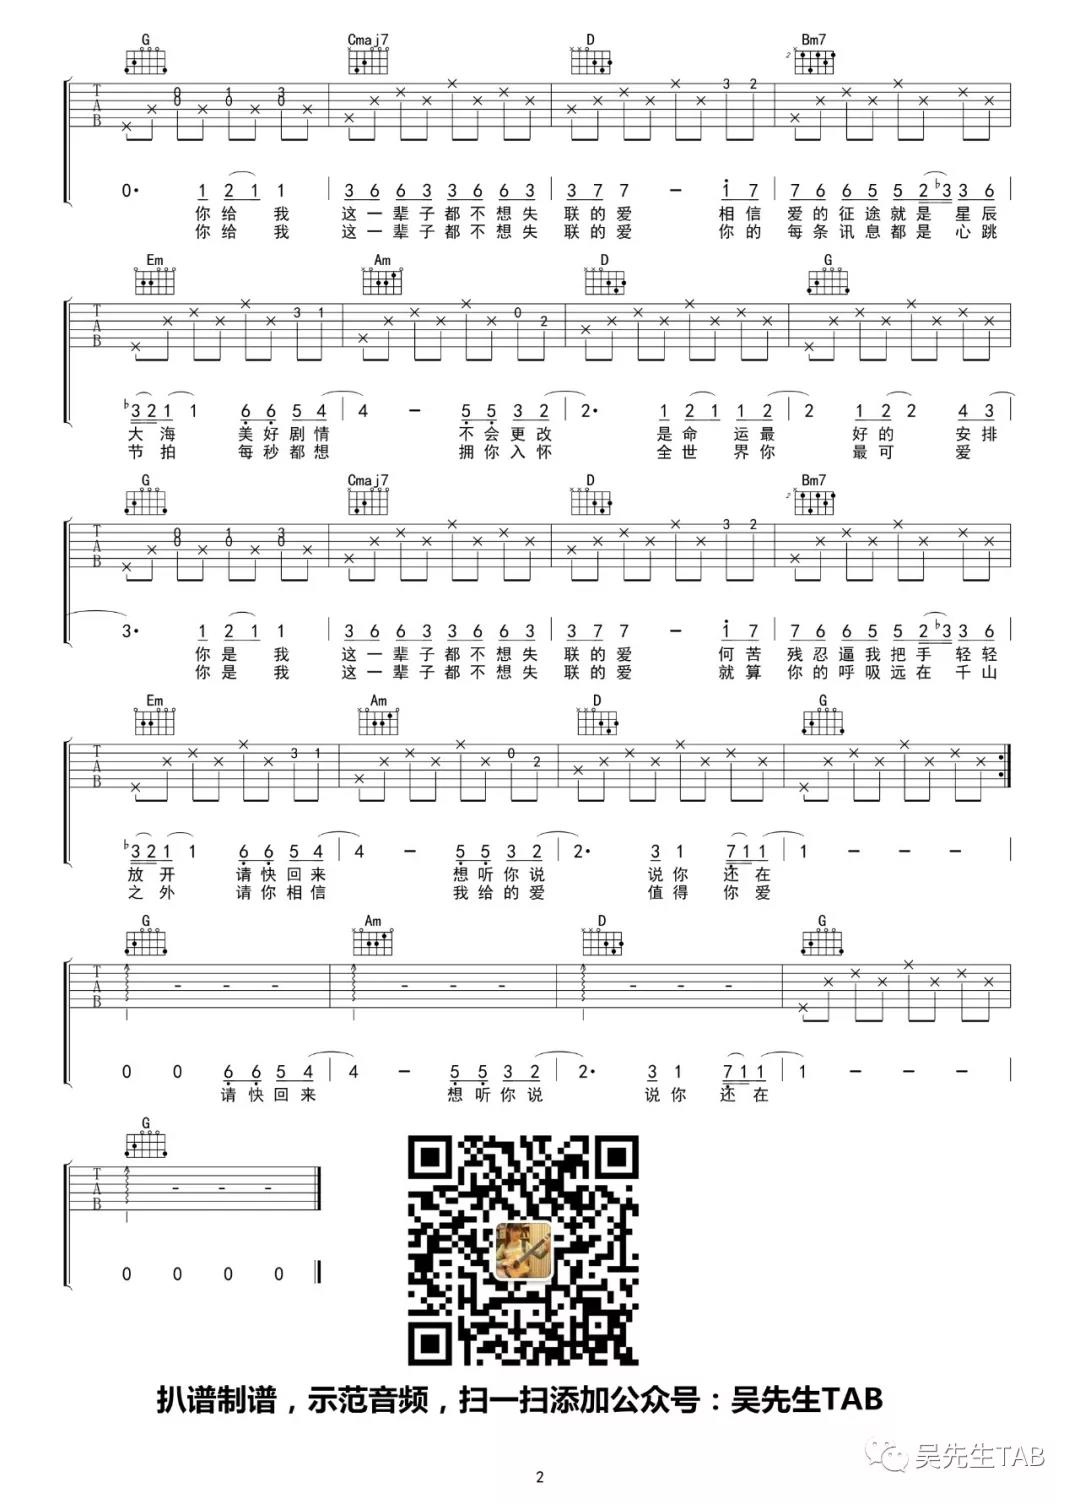 G Cmaj7 D Bm7
T 0 1 3 3 2
A 0 0 0
B
0· 1 2 1 1 3 6 6 3 3 6 6 3 3 7 7 – 1 7 7 6 6 5 5 2 ♭3 3 6
你给 我 这一辈子都不想失 联的爱 相信 爱的征途就是星辰
你给 我 这一辈子都不想失 联的爱 你的 每条讯息都是心跳
Em Am D G
T 3 1 0
A 2
B
♭3 2 1 1 6 6 5 4 4 – 5 5 3 2 2· 1 2 1 1 2 2 1 2 2 4 3
大海 美好剧情 不会更改 是命 运最 好的 安排
节拍 每秒都想 拥你入怀 全世 界你 最可 爱
G Cmaj7 D Bm7
T 0 1 3 3 2
A 0 0 0
B
3· 1 2 1 1 3 6 6 3 3 6 6 3 3 7 7 – 1 7 7 6 6 5 5 2 ♭3 3 6
你是 我 这一辈子都不想失 联的爱 何苦 残忍逼我把手轻轻
你是 我 这一辈子都不想失 联的爱 就算 你的呼吸远在千山
Em Am D G
T 3 1 0
A 2
B
♭3 2 1 1 6 6 5 4 4 – 5 5 3 2 2· 3 1 7 1 1 1 – – –
放开 请快回来 想听你说 说你 还在
之外 请你相信 我给的爱 值得 你爱
G Am D G
T
A – – – – – – – – –
B
0 0 6 6 5 4 4 – 5 5 3 2 2· 3 1 7 1 1 1 – – –
请快回来 想听你说 说你 还在
G
T
A – – –
B
0 0 0 0
扒谱制谱，示范音频，扫一扫添加公众号：吴先生TAB
吴先生TAB
2